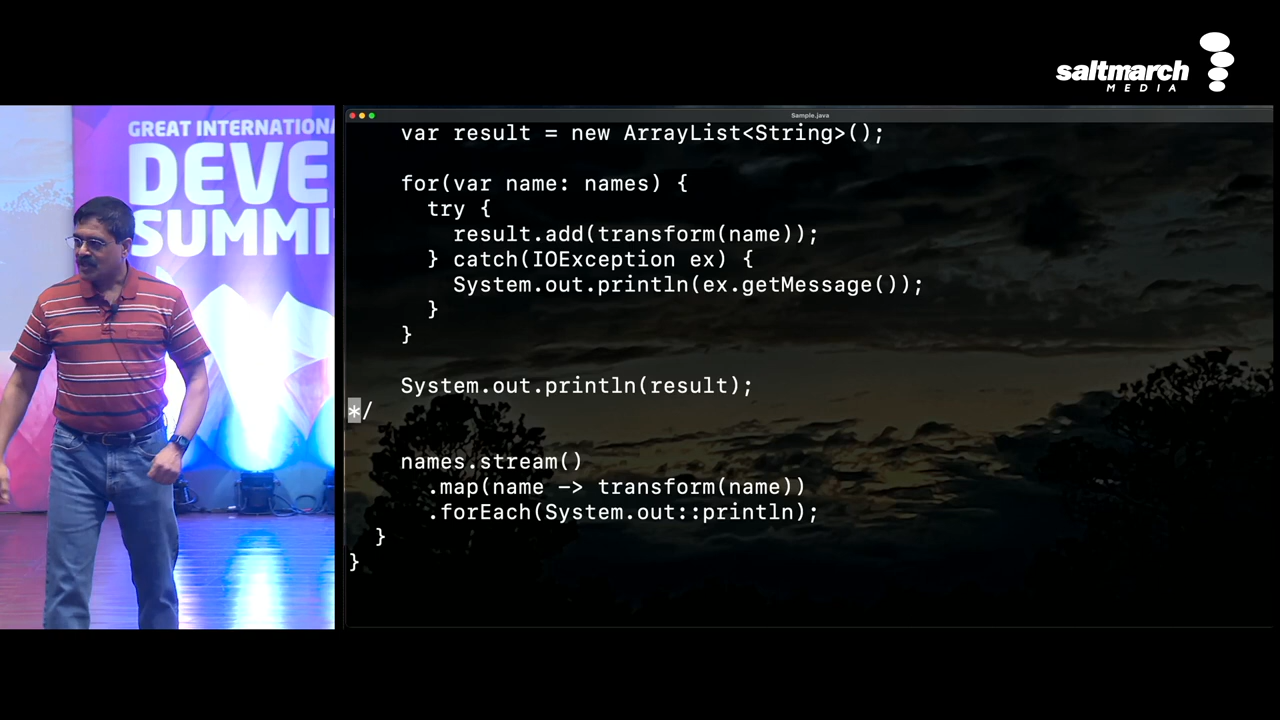 saltmarch
MEDIA
GREAT INTERNATIONA
DEVE
SUMMI
Sample.java
var result = new ArrayList<String>();
for(var name: names) {
try {
result.add(transform(name));
} catch(IOException ex) {
System.out.println(ex.getMessage());
}
}
System.out.println(result);
*/
names.stream()
.map(name -> transform(name))
.forEach(System.out::println);
}
}